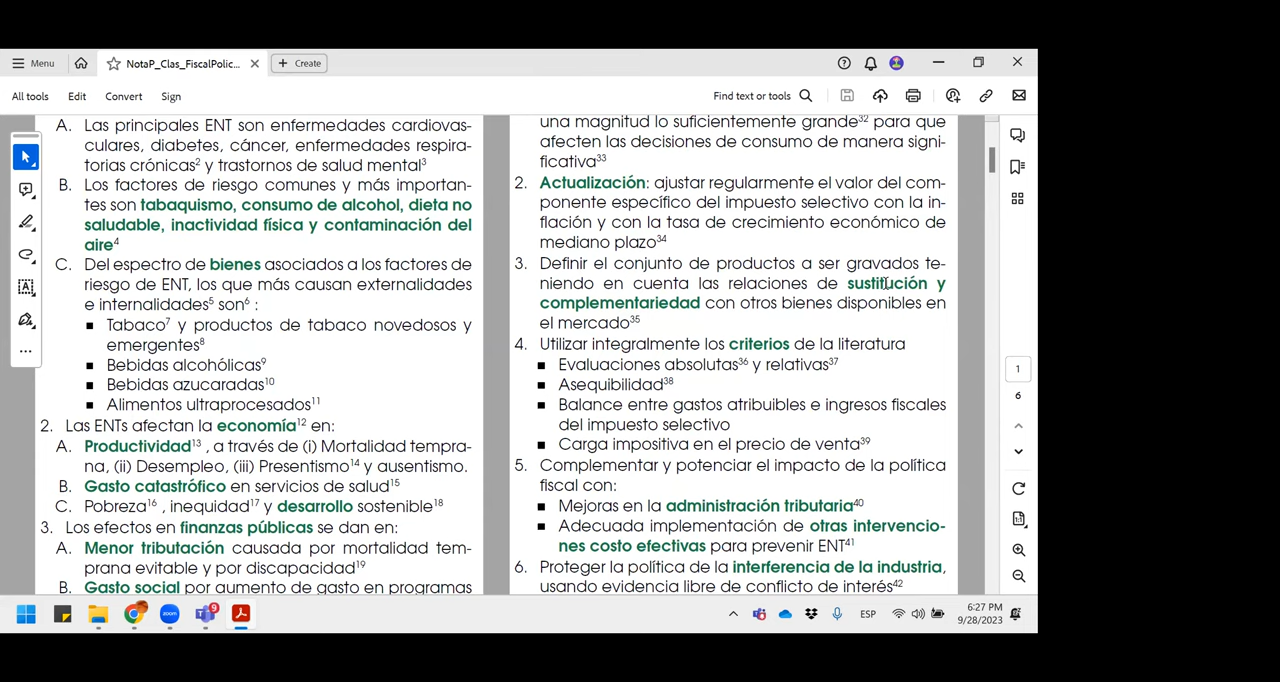 Menu
NotaP_Clas_FiscalPolic...
Create
All tools
Edit
Convert
Sign
Find text or tools
A. Las principales ENT son enfermedades cardiovas-
culares, diabetes, cáncer, enfermedades respira-
torias crónicas² y trastornos de salud mental³
B. Los factores de riesgo comunes y más importan-
tes son tabaquismo, consumo de alcohol, dieta no
saludable, inactividad física y contaminación del
aire⁴
C. Del espectro de bienes asociados a los factores de
riesgo de ENT, los que más causan externalidades
e internalidades⁵ son⁶ :
▪ Tabaco⁷ y productos de tabaco novedosos y
emergentes⁸
▪ Bebidas alcohólicas⁹
▪ Bebidas azucaradas¹⁰
▪ Alimentos ultraprocesados¹¹
2. Las ENTs afectan la economía¹² en:
A. Productividad¹³ , a través de (i) Mortalidad tempra-
na, (ii) Desempleo, (iii) Presentismo¹⁴ y ausentismo.
B. Gasto catastrófico en servicios de salud¹⁵
C. Pobreza¹⁶ , inequidad¹⁷ y desarrollo sostenible¹⁸
3. Los efectos en finanzas públicas se dan en:
A. Menor tributación causada por mortalidad tem-
prana evitable y por discapacidad¹⁹
B. Gasto social por aumento de gasto en programas
una magnitud lo suficientemente grande³² para que
afecten las decisiones de consumo de manera signi-
ficativa³³
2. Actualización: ajustar regularmente el valor del com-
ponente específico del impuesto selectivo con la in-
flación y con la tasa de crecimiento económico de
mediano plazo³⁴
3. Definir el conjunto de productos a ser gravados te-
niendo en cuenta las relaciones de sustitución y
complementariedad con otros bienes disponibles en
el mercado³⁵
4. Utilizar integralmente los criterios de la literatura
▪ Evaluaciones absolutas³⁶ y relativas³⁷
▪ Asequibilidad³⁸
▪ Balance entre gastos atribuibles e ingresos fiscales
del impuesto selectivo
▪ Carga impositiva en el precio de venta³⁹
5. Complementar y potenciar el impacto de la política
fiscal con:
▪ Mejoras en la administración tributaria⁴⁰
▪ Adecuada implementación de otras intervencio-
nes costo efectivas para prevenir ENT⁴¹
6. Proteger la política de la interferencia de la industria,
usando evidencia libre de conflicto de interés⁴²
1
6
zoom
9
ESP
6:27 PM
9/28/2023